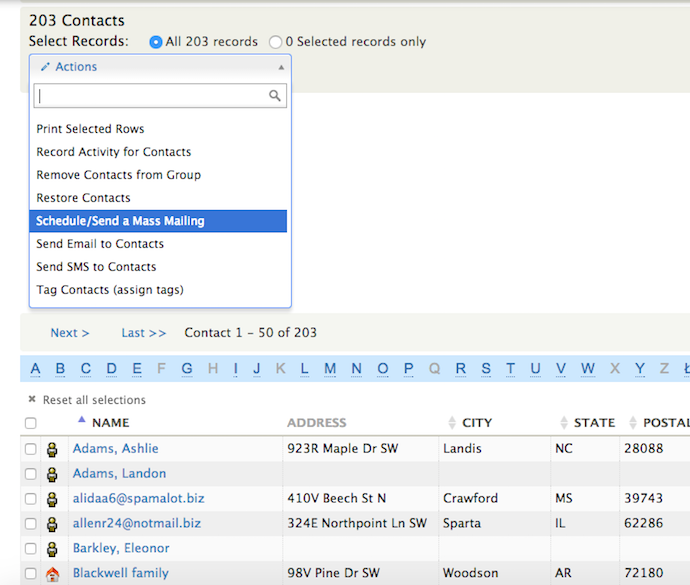 203 Contacts
Select Records: All 203 records 0 Selected records only
Actions
Print Selected Rows
Record Activity for Contacts
Remove Contacts from Group
Restore Contacts
Schedule/Send a Mass Mailing
Send Email to Contacts
Send SMS to Contacts
Tag Contacts (assign tags)
Next > Last >> Contact 1 – 50 of 203
A B C D E F G H I J K L M N O P Q R S T U V W X Y Z Ł
Reset all selections
NAME ADDRESS CITY STATE POSTAL
Adams, Ashlie 923R Maple Dr SW Landis NC 28088
Adams, Landon
alidaa6@spamalot.biz 410V Beech St N Crawford MS 39743
allenr24@notmail.biz 324E Northpoint Ln SW Sparta IL 62286
Barkley, Eleonor
Blackwell family 98V Pine Dr SW Woodson AR 72180